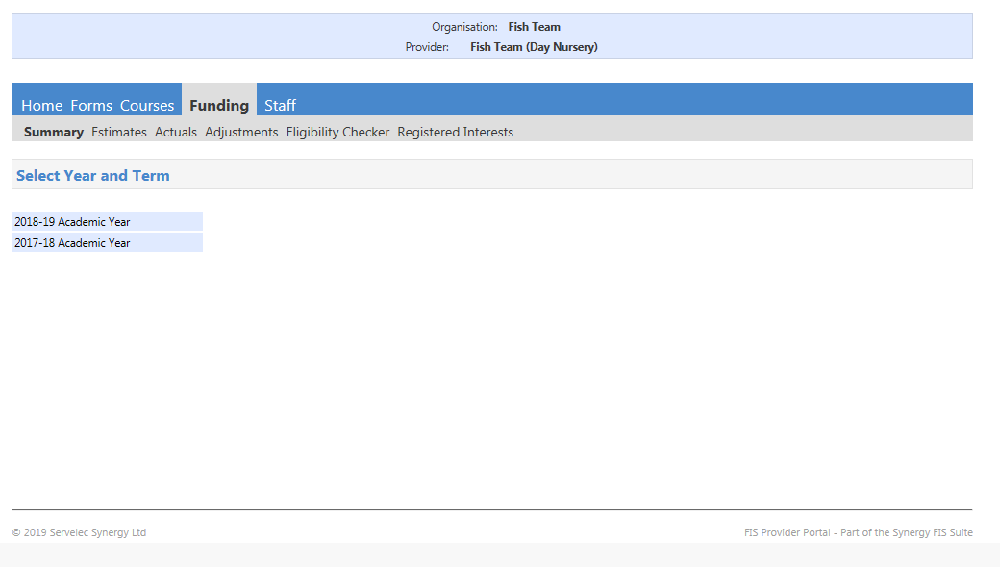 Organisation: Fish Team
Provider: Fish Team (Day Nursery)
Home Forms Courses Funding Staff
Summary Estimates Actuals Adjustments Eligibility Checker Registered Interests
Select Year and Term
2018-19 Academic Year
2017-18 Academic Year
© 2019 Servelec Synergy Ltd FIS Provider Portal - Part of the Synergy FIS Suite